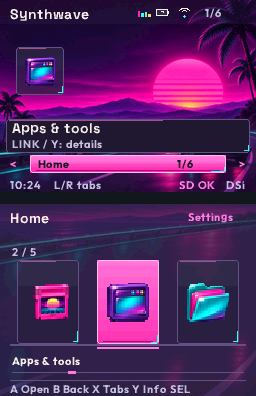 Synthwave 1/6
Apps & tools
LINK / Y: details
< Home 1/6 >
10:24 L/R tabs SD OK DSi
Home Settings
2 / 5
Apps & tools
A Open B Back X Tabs Y Info SEL